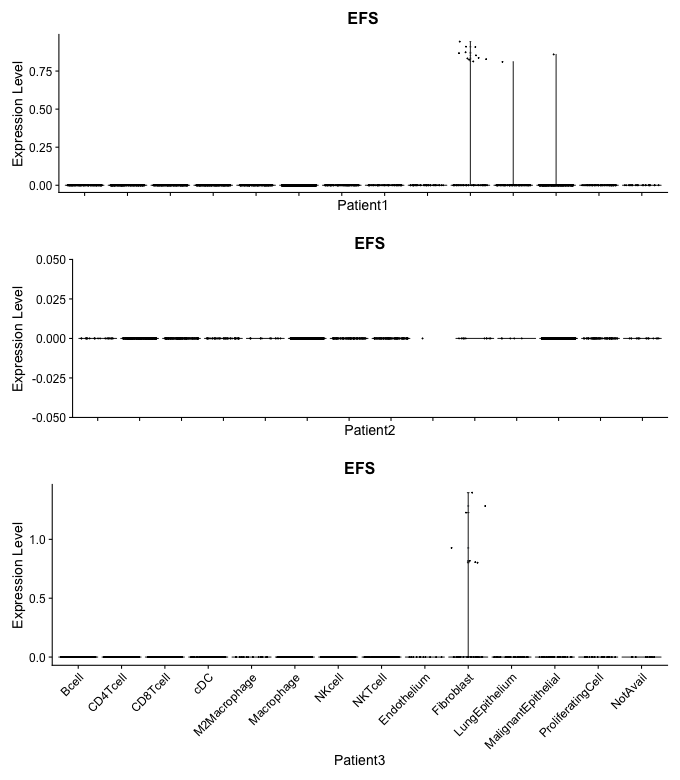 EFS
Expression Level
0.75
0.50
0.25
0.00
Patient1
EFS
Expression Level
0.050
0.025
0.000
-0.025
-0.050
Patient2
EFS
Expression Level
1.0
0.5
0.0
Bcell
CD4Tcell
CD8Tcell
cDC
M2Macrophage
Macrophage
NKcell
NKTcell
Endothelium
Fibroblast
LungEpithelium
MalignantEpithelial
ProliferatingCell
NotAvail
Patient3